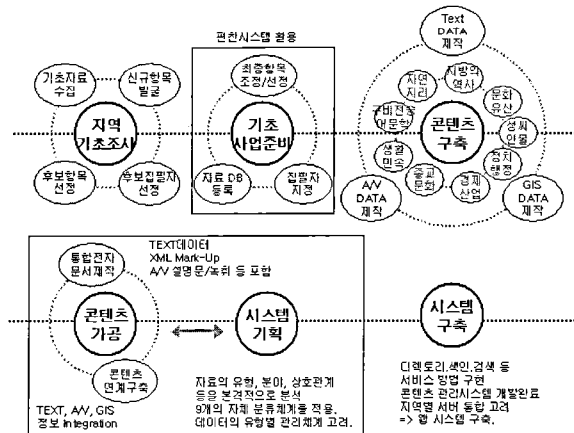 편찬시스템 활용
기초자료
수집
신규항목
발굴
지역
기초조사
후보항목
선정
후보집필자
선정
최종항목
조정/선정
기초
사업준비
자료 DB
등록
집필자
지정
Text
DATA
제작
자연
지리
지방의
역사
문화
유산
성씨
인물
정치
행정
경제
산업
종교
문화
생활
민속
구비전승
어문학
콘텐츠
구축
A/V
DATA
제작
GIS
DATA
제작
통합전자
문서제작
TEXT데이터
XML Mark-Up
A/V 설명문/녹취 등 포함
콘텐츠
가공
콘텐츠
연계구축
TEXT, A/V, GIS
정보 integration
시스템
기획
자료의 유형, 분야, 상호관계
등을 본격적으로 분석
9개의 자체 분류체계를 적용.
데이터의 유형별 관리체계 고려.
시스템
구축
디렉토리.색인.검색 등
서비스 방법 구현
콘텐츠 관리시스템 개발완료
지역별 서버 통합 고려
=> 웹 시스템 구축.